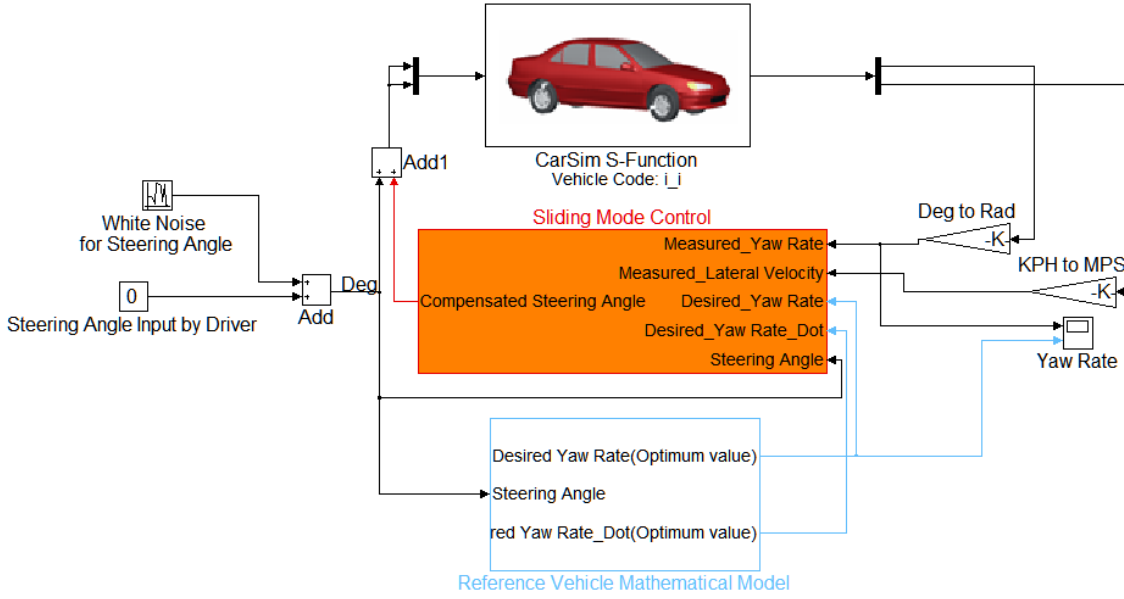 CarSim S-Function
Vehicle Code: i_i
Add1
White Noise
for Steering Angle
0
Steering Angle Input by Driver
Add
Deg
Sliding Mode Control
Measured_Yaw Rate
Measured_Lateral Velocity
Compensated Steering Angle
Desired_Yaw Rate
Desired_Yaw Rate_Dot
Steering Angle
Deg to Rad
-K-
KPH to MPS
-K-
Yaw Rate
Desired Yaw Rate(Optimum value)
Steering Angle
red Yaw Rate_Dot(Optimum value)
Reference Vehicle Mathematical Model